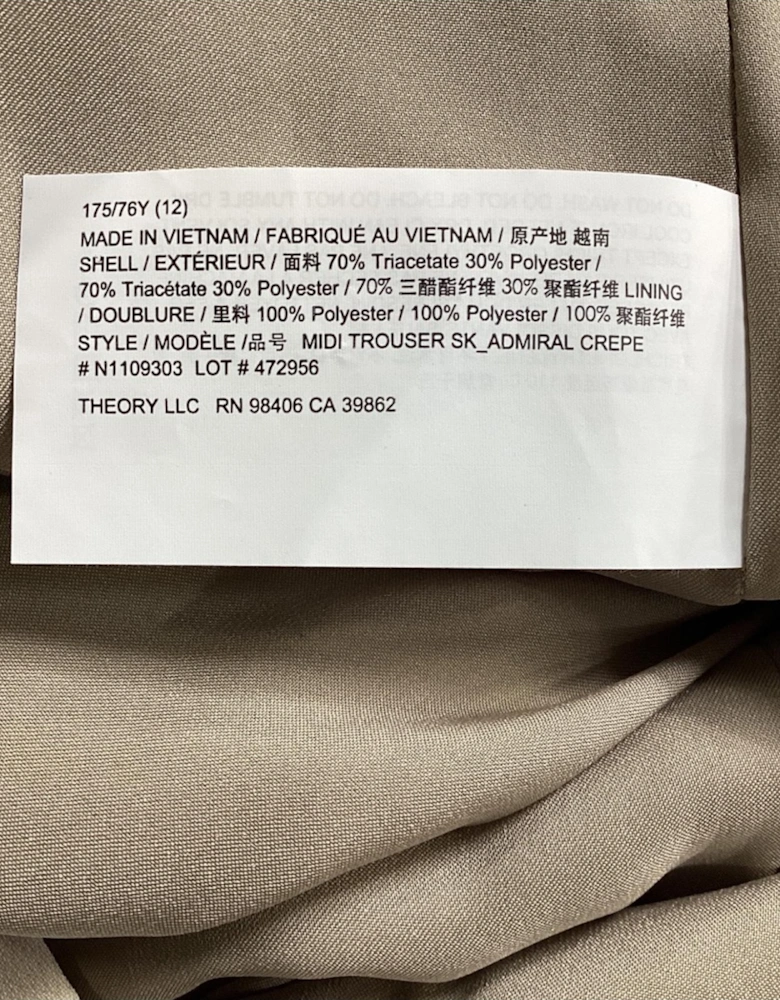 175/76Y (12)
MADE IN VIETNAM / FABRIQUÉ AU VIETNAM / 原产地 越南
SHELL / EXTÉRIEUR / 面料 70% Triacetate 30% Polyester /
70% Triacétate 30% Polyester / 70% 三醋酯纤维 30% 聚酯纤维 LINING
/ DOUBLURE / 里料 100% Polyester / 100% Polyester / 100% 聚酯纤维
STYLE / MODÈLE /品号 MIDI TROUSER SK_ADMIRAL CREPE
# N1109303 LOT # 472956
THEORY LLC RN 98406 CA 39862